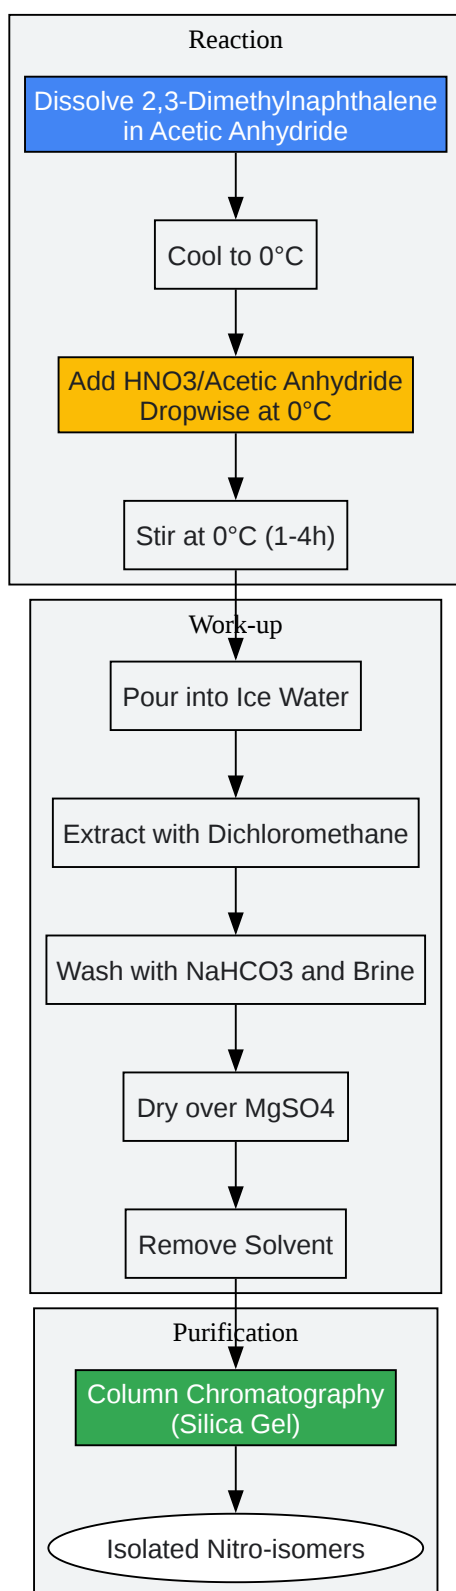 Reaction
Dissolve 2,3-Dimethylnaphthalene
in Acetic Anhydride
Cool to 0°C
Add HNO3/Acetic Anhydride
Dropwise at 0°C
Stir at 0°C (1-4h)
Work-up
Pour into Ice Water
Extract with Dichloromethane
Wash with NaHCO3 and Brine
Dry over MgSO4
Remove Solvent
Purification
Column Chromatography
(Silica Gel)
Isolated Nitro-isomers